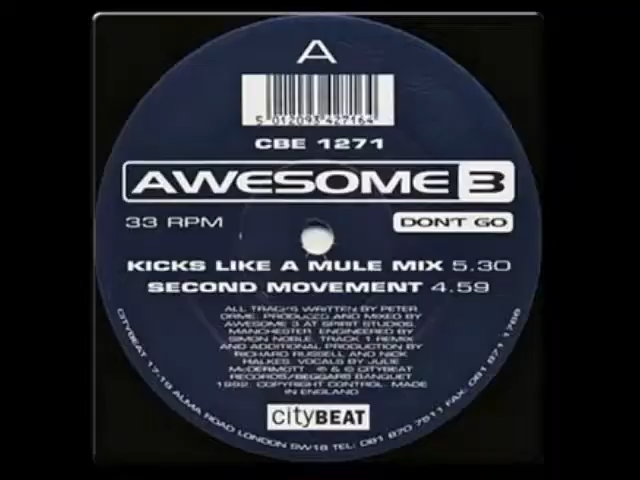 A
5 012093 427164
CBE 1271
AWESOME 3
33 RPM
DON'T GO
KICKS LIKE A MULE MIX 5.30
SECOND MOVEMENT 4.59
ALL TRACKS WRITTEN BY PETER
ORME. PRODUCED AND MIXED BY
AWESOME 3 AT SPIRIT STUDIOS,
MANCHESTER. ENGINEERED BY
SIMON NOBLE. TRACK 1 REMIX
AND ADDITIONAL PRODUCTION BY
RICHARD RUSSELL AND NICK
HALKES. VOCALS BY JULIE
McDERMOTT. ℗ & © CITYBEAT
RECORDS/BEGGARS BANQUET
1992. COPYRIGHT CONTROL. MADE
IN ENGLAND
cityBEAT
CITYBEAT 17-19 ALMA ROAD LONDON SW18 TEL: 081 870 7511 FAX: 081 871 1766